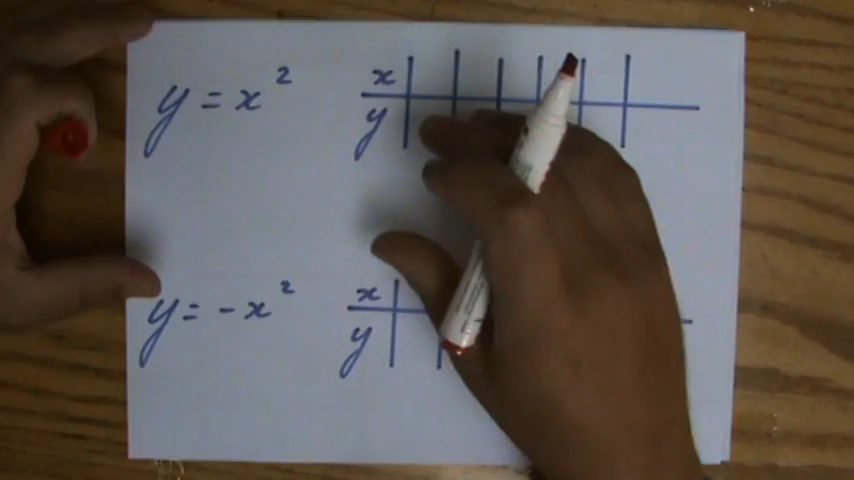 y = x²
x
y
y = -x²
x
y